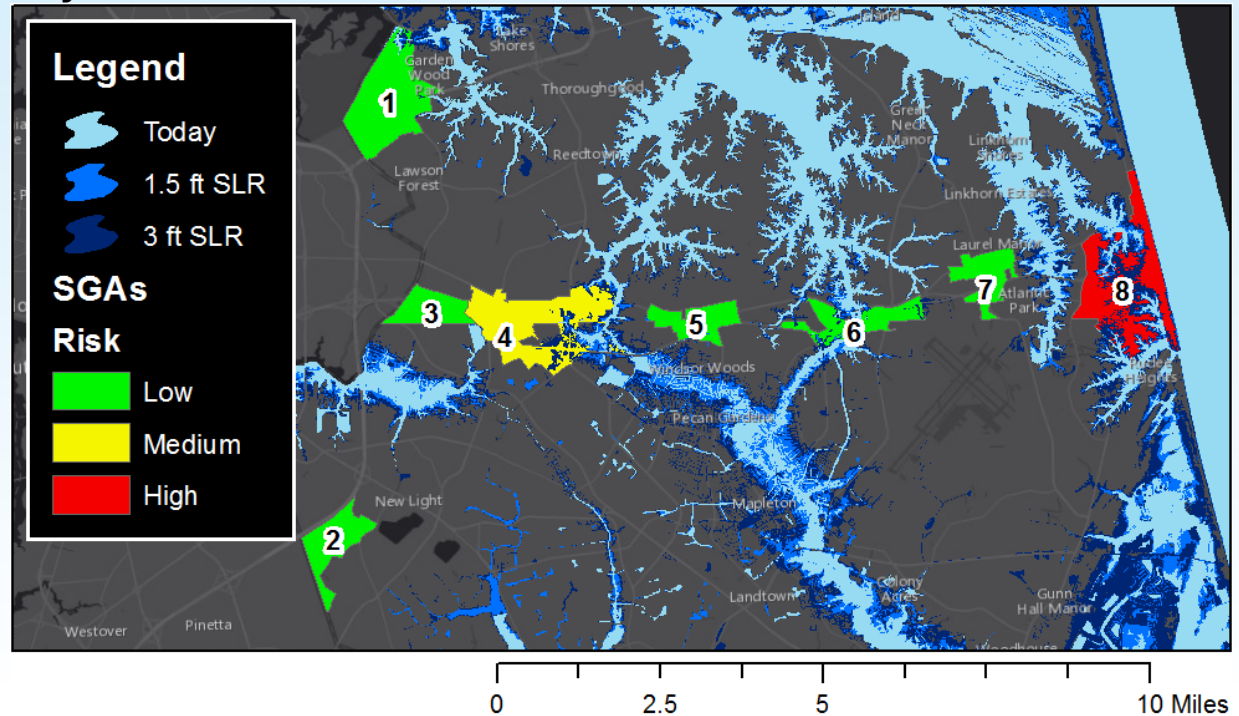 Legend
Today
1.5 ft SLR
3 ft SLR
SGAs
Risk
Low
Medium
High
Island
Shores
Garden
Wood
Park
Thoroughgood
Great
Neck
Manor
Linkhorn
Shores
Reedtown
Lawson
Forest
Linkhorn Estates
Laurel Manor
Atlantic
Park
Heights
Windsor Woods
Pecan Gardens
New Light
Mapleton
Landtown
Colony
Acres
Gunn
Hall Manor
Woodhouse
Westover
Pinetta
1
2
3
4
5
6
7
8
0
2.5
5
10 Miles